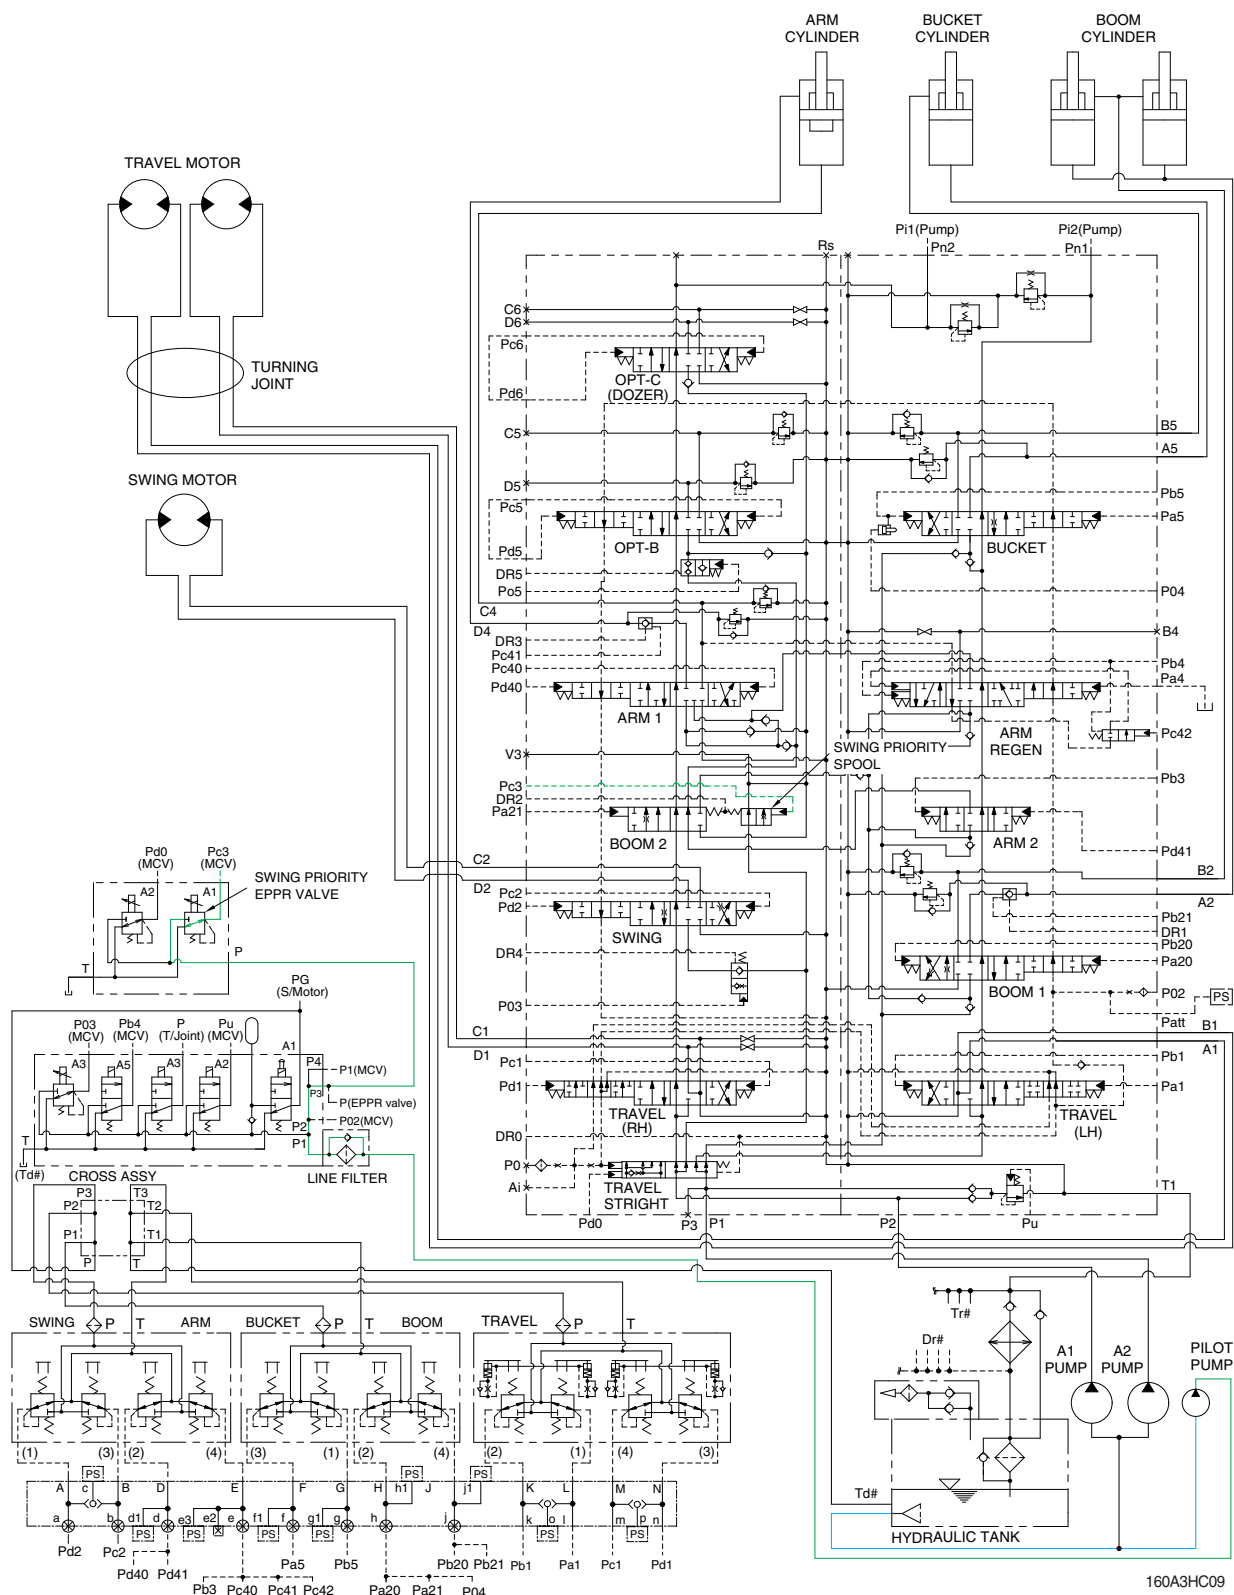 ARM
CYLINDER
BUCKET
CYLINDER
BOOM
CYLINDER
TRAVEL MOTOR
TURNING
JOINT
SWING MOTOR
Pi1(Pump)
Pn2
Pi2(Pump)
Pn1
Rs
C6
D6
Pc6
Pd6
OPT-C
(DOZER)
C5
B5
A5
D5
Pc5
Pb5
Pa5
OPT-B
BUCKET
Pd5
DR5
Po5
P04
C4
D4
B4
DR3
Pc41
Pc40
Pd40
Pb4
Pa4
ARM 1
ARM
REGEN
Pc42
V3
SWING PRIORITY
SPOOL
Pc3
DR2
Pa21
Pb3
BOOM 2
ARM 2
Pd41
C2
D2
B2
A2
Pc2
Pd2
SWING
Pb21
DR1
Pb20
Pa20
BOOM 1
DR4
P03
P02
PS
Patt
C1
D1
B1
A1
Pc1
Pd1
Pb1
Pa1
TRAVEL
(RH)
TRAVEL
(LH)
DR0
P0
Ai
TRAVEL
STRIGHT
Pd0
P3
P1
P2
Pu
T1
Pd0
(MCV)
Pc3
(MCV)
SWING PRIORITY
EPPR VALVE
A2
A1
T
P
PG
(S/Motor)
P03
(MCV)
Pb4
(MCV)
P
(T/Joint)
Pu
(MCV)
A3
A5
A3
A2
A1
P4
P1(MCV)
P3
P(EPPR valve)
P02(MCV)
P2
P1
T
(Td#)
LINE FILTER
CROSS ASSY
P3
T3
P2
T2
P1
T1
P
T
SWING
P
T
ARM
BUCKET
P
T
BOOM
TRAVEL
P
T
(1)
(3)
(2)
(4)
(3)
(1)
(2)
(4)
(2)
(1)
(4)
(3)
A
c
PS
B
D
E
F
G
H
h1
PS
J
j1
PS
K
L
M
N
a
b
d1
d
e3
e2
e
f1
f
g1
g
h
j
k
o
l
m
p
n
PS
PS
PS
PS
PS
PS
Pd2
Pc2
Pd40
Pd41
Pb3
Pc40
Pc41
Pc42
Pa5
Pb5
Pa20
Pa21
P04
Pb20
Pb21
Pb1
Pa1
Pc1
Pd1
Tr#
Dr#
A1
PUMP
A2
PUMP
PILOT
PUMP
Td#
HYDRAULIC TANK
160A3HC09